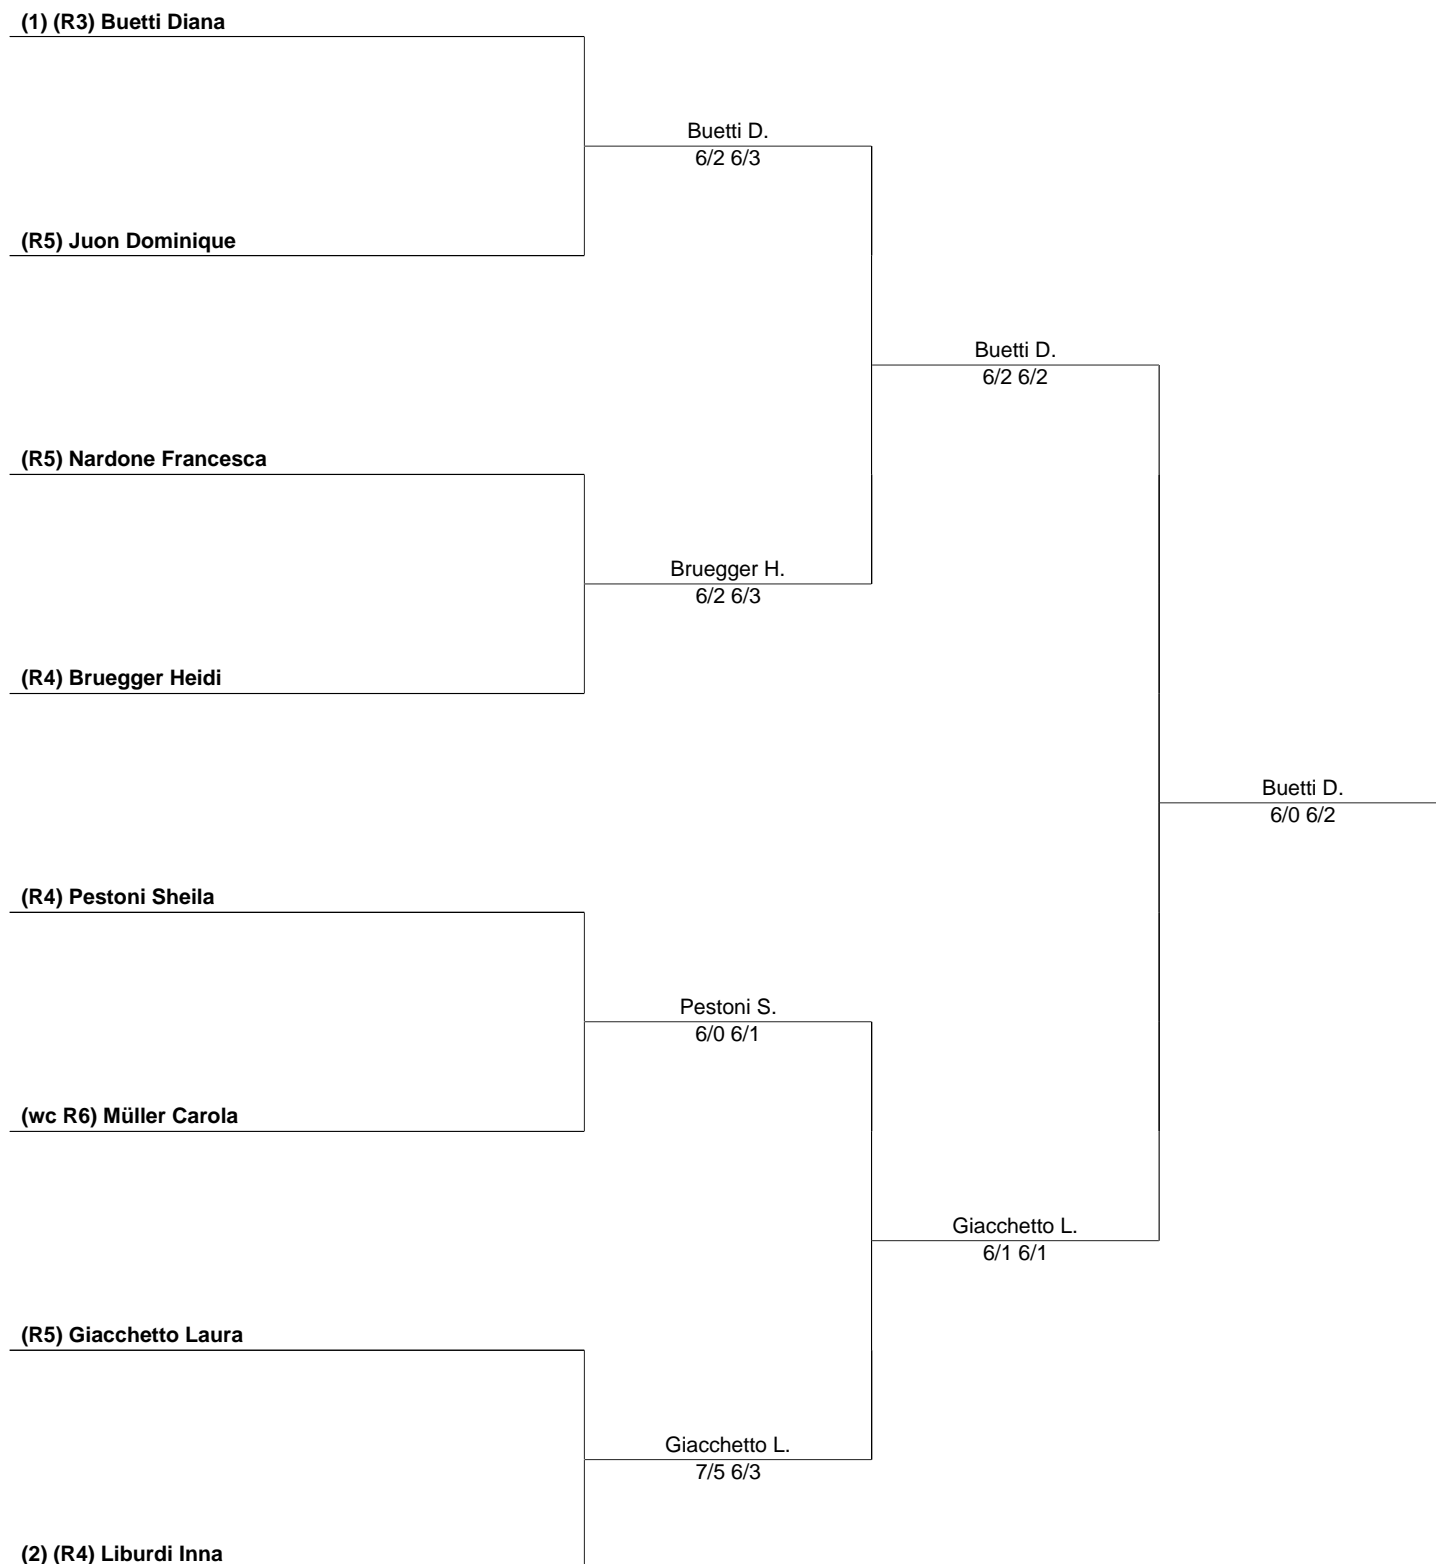 (1) (R3) Buetti Diana
Buetti D.
6/2 6/3
(R5) Juon Dominique
Buetti D.
6/2 6/2
(R5) Nardone Francesca
Bruegger H.
6/2 6/3
(R4) Bruegger Heidi
Buetti D.
6/0 6/2
(R4) Pestoni Sheila
Pestoni S.
6/0 6/1
(wc R6) Müller Carola
Giacchetto L.
6/1 6/1
(R5) Giacchetto Laura
Giacchetto L.
7/5 6/3
(2) (R4) Liburdi Inna